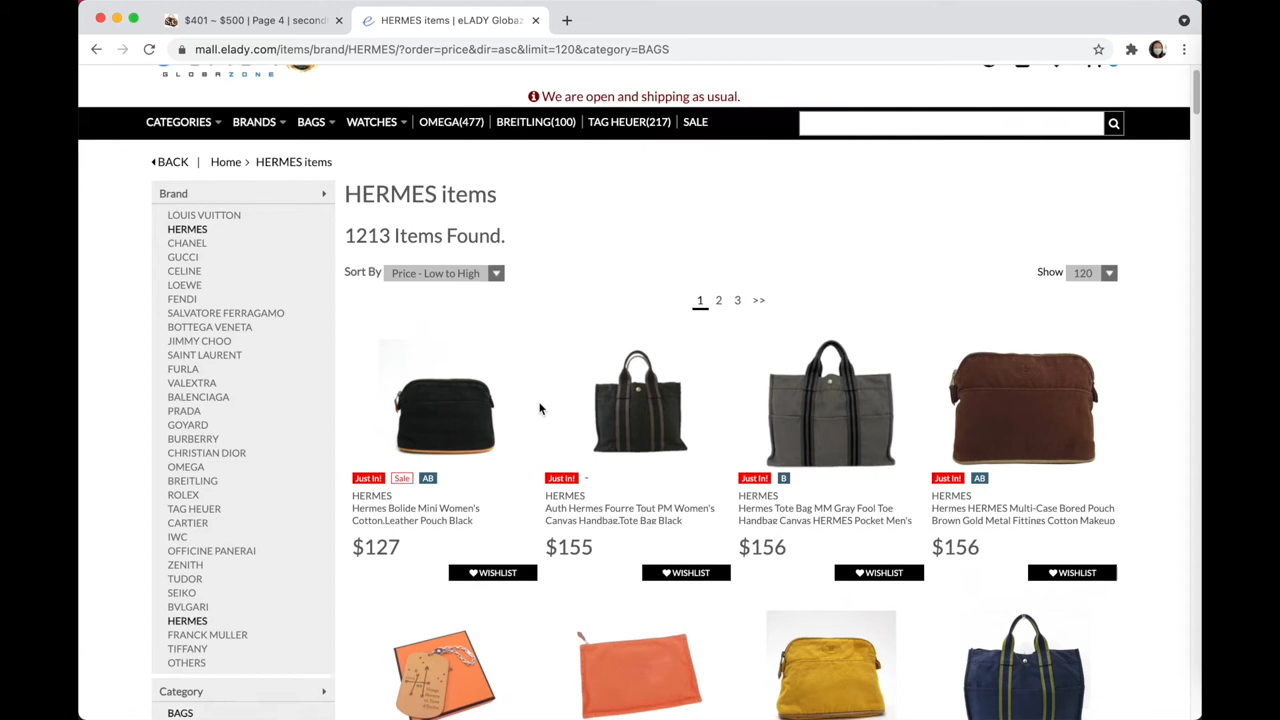 $401 ~ $500 | Page 4 | second
HERMES items | eLADY Globaz
mall.elady.com/items/brand/HERMES/?order=price&dir=asc&limit=120&category=BAGS
GLOBAZONE
We are open and shipping as usual.
CATEGORIES BRANDS BAGS WATCHES OMEGA(477) BREITLING(100) TAG HEUER(217) SALE
BACK | Home > HERMES items
Brand
LOUIS VUITTON
HERMES
CHANEL
GUCCI
CELINE
LOEWE
FENDI
SALVATORE FERRAGAMO
BOTTEGA VENETA
JIMMY CHOO
SAINT LAURENT
FURLA
VALEXTRA
BALENCIAGA
PRADA
GOYARD
BURBERRY
CHRISTIAN DIOR
OMEGA
BREITLING
ROLEX
TAG HEUER
CARTIER
IWC
OFFICINE PANERAI
ZENITH
TUDOR
SEIKO
BVLGARI
HERMES
FRANCK MULLER
TIFFANY
OTHERS
Category
BAGS
HERMES items
1213 Items Found.
Sort By Price - Low to High
Show 120
1 2 3 >>
Just In! Sale AB
HERMES
Hermes Bolide Mini Women's
Cotton,Leather Pouch Black
$127
WISHLIST
Just In! -
HERMES
Auth Hermes Fourre Tout PM Women's
Canvas Handbag,Tote Bag Black
$155
WISHLIST
Just In! B
HERMES
Hermes Tote Bag MM Gray Fool Toe
Handbag Canvas HERMES Pocket Men's
$156
WISHLIST
Just In! AB
HERMES
Hermes HERMES Multi-Case Bored Pouch
Brown Gold Metal Fittings Cotton Makeup
$156
WISHLIST